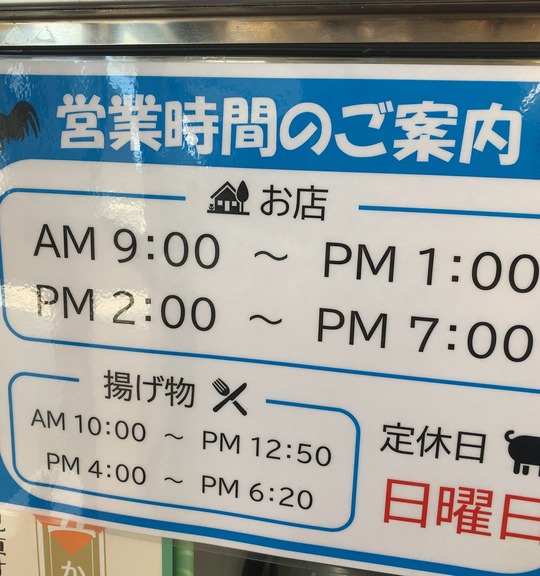 営業時間のご案内
お店
AM 9:00 ～ PM 1:00
PM 2:00 ～ PM 7:00
揚げ物
AM 10:00 ～ PM 12:50
PM 4:00 ～ PM 6:20
定休日
日曜日
か